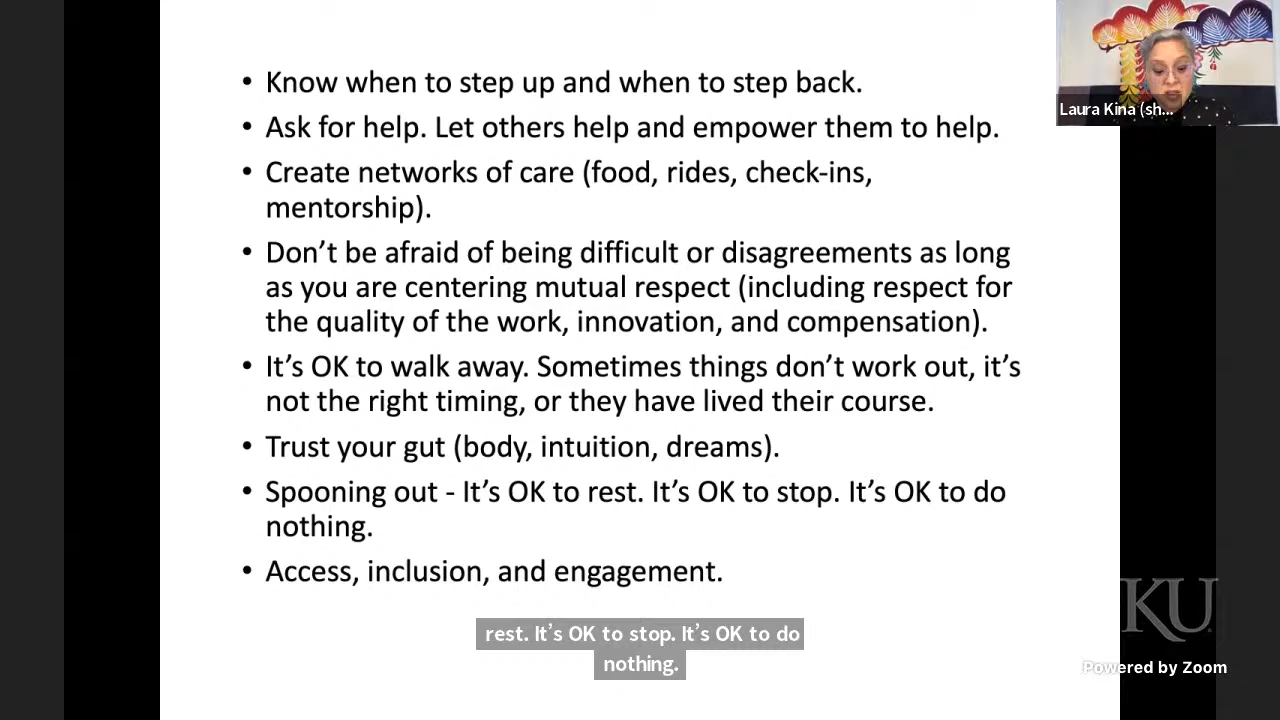 • Know when to step up and when to step back.
• Ask for help. Let others help and empower them to help.
• Create networks of care (food, rides, check-ins,
mentorship).
• Don’t be afraid of being difficult or disagreements as long
as you are centering mutual respect (including respect for
the quality of the work, innovation, and compensation).
• It’s OK to walk away. Sometimes things don’t work out, it’s
not the right timing, or they have lived their course.
• Trust your gut (body, intuition, dreams).
• Spooning out - It’s OK to rest. It’s OK to stop. It’s OK to do
nothing.
• Access, inclusion, and engagement.
rest. It’s OK to stop. It’s OK to do
nothing.
Laura Kina (sh...
KU
Powered by Zoom